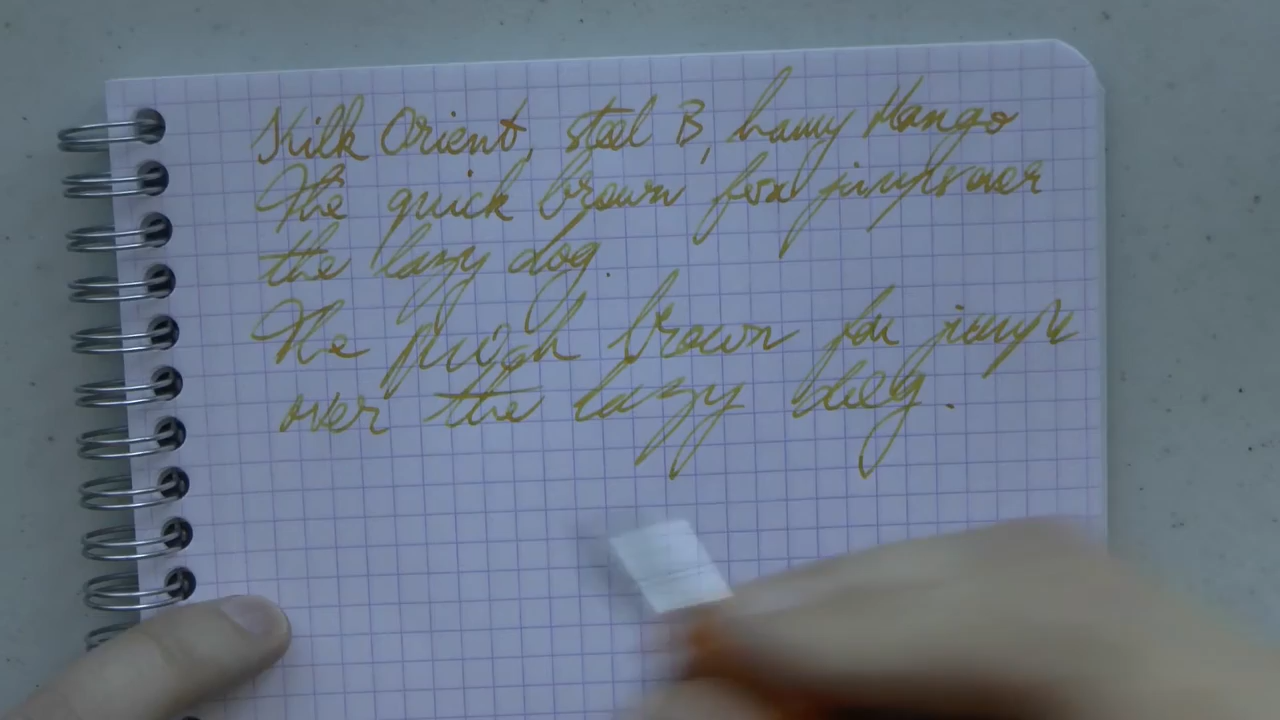 Kilk Orient, steel B, Lamy Mango
The quick brown fox jumps over
the lazy dog
The quick brown fox jumps
over the lazy dog.